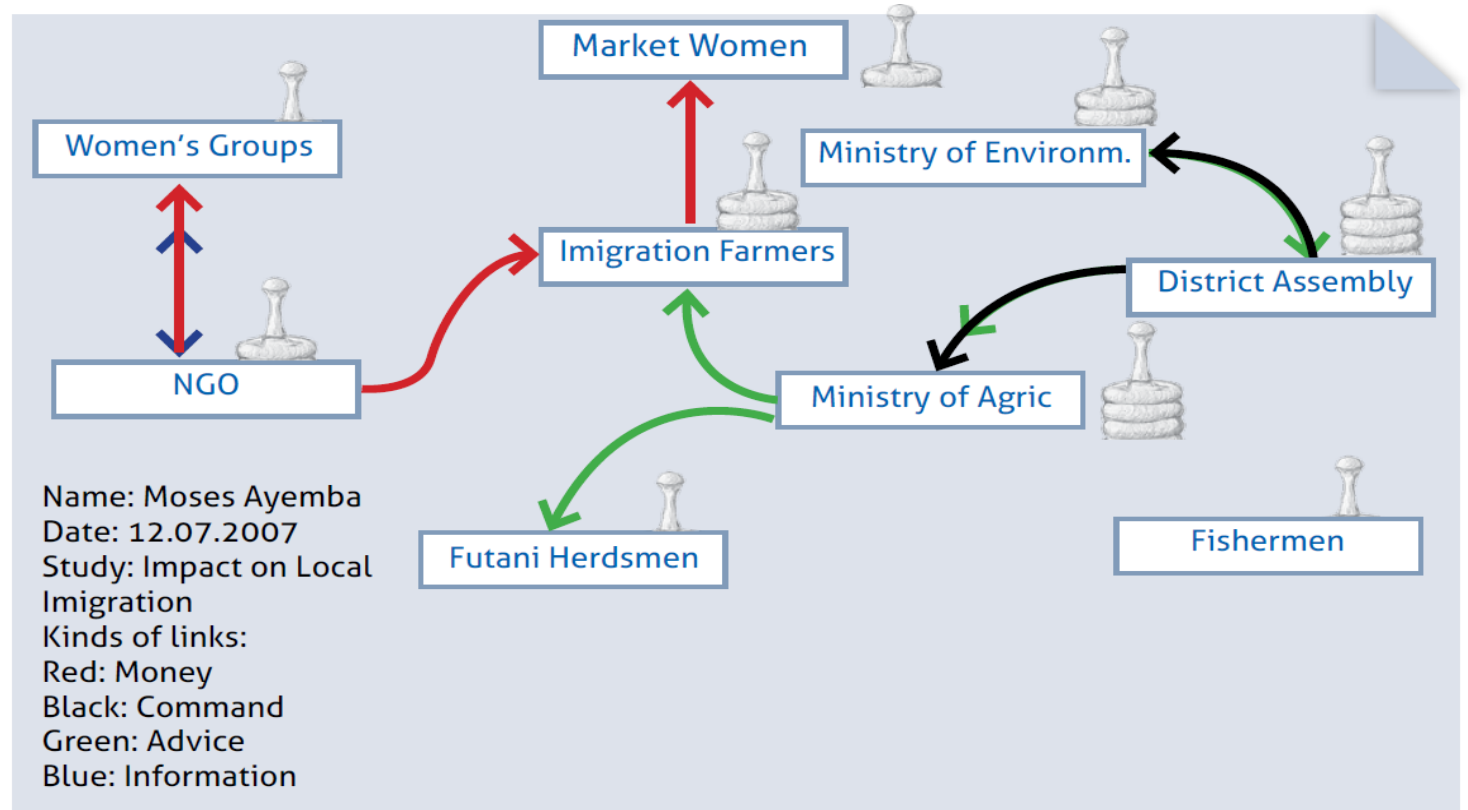 Market Women
Women's Groups
Ministry of Environm.
Imigration Farmers
District Assembly
NGO
Ministry of Agric
Futani Herdsmen
Fishermen
Name: Moses Ayemba
Date: 12.07.2007
Study: Impact on Local
Imigration
Kinds of links:
Red: Money
Black: Command
Green: Advice
Blue: Information